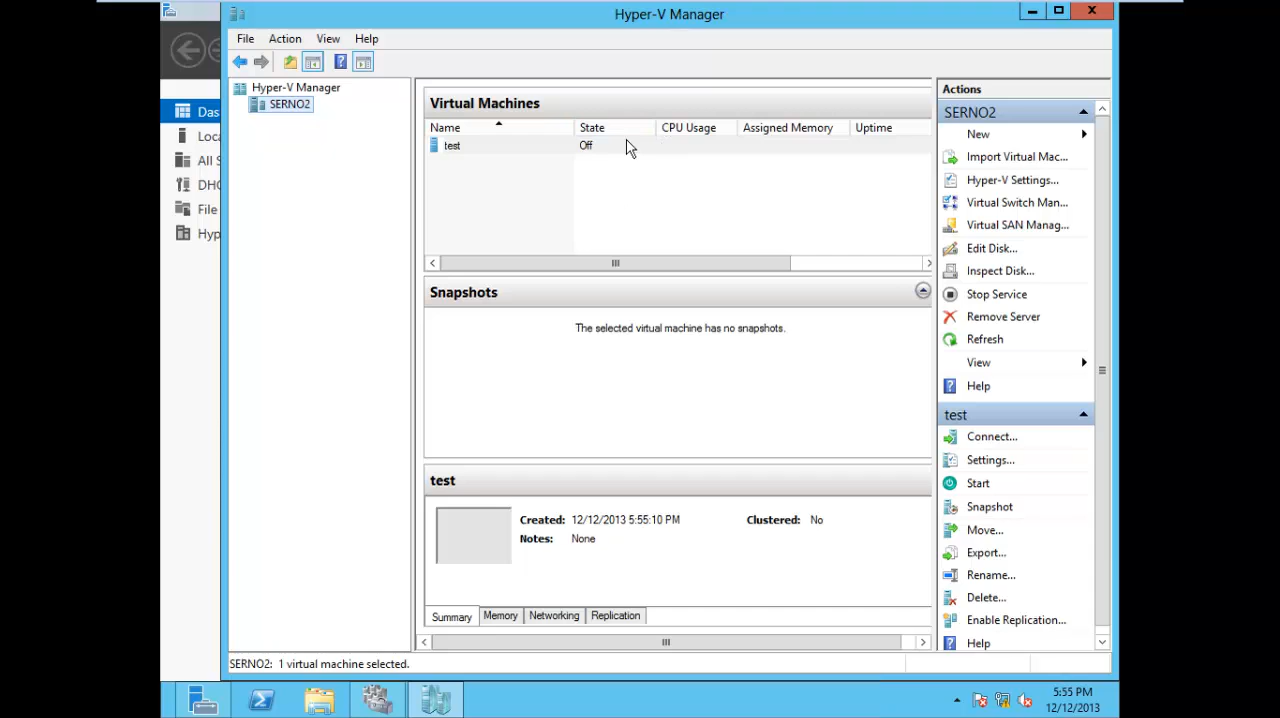 Hyper-V Manager
File Action View Help
Das
Loca
All S
DHC
File
Hyp
Hyper-V Manager
SERNO2
Virtual Machines
Name State CPU Usage Assigned Memory Uptime
test Off
Snapshots
The selected virtual machine has no snapshots.
test
Created: 12/12/2013 5:55:10 PM Clustered: No
Notes: None
Summary Memory Networking Replication
Actions
SERNO2
New
Import Virtual Mac...
Hyper-V Settings...
Virtual Switch Man...
Virtual SAN Manag...
Edit Disk...
Inspect Disk...
Stop Service
Remove Server
Refresh
View
Help
test
Connect...
Settings...
Start
Snapshot
Move...
Export...
Rename...
Delete...
Enable Replication...
Help
SERNO2: 1 virtual machine selected.
5:55 PM
12/12/2013